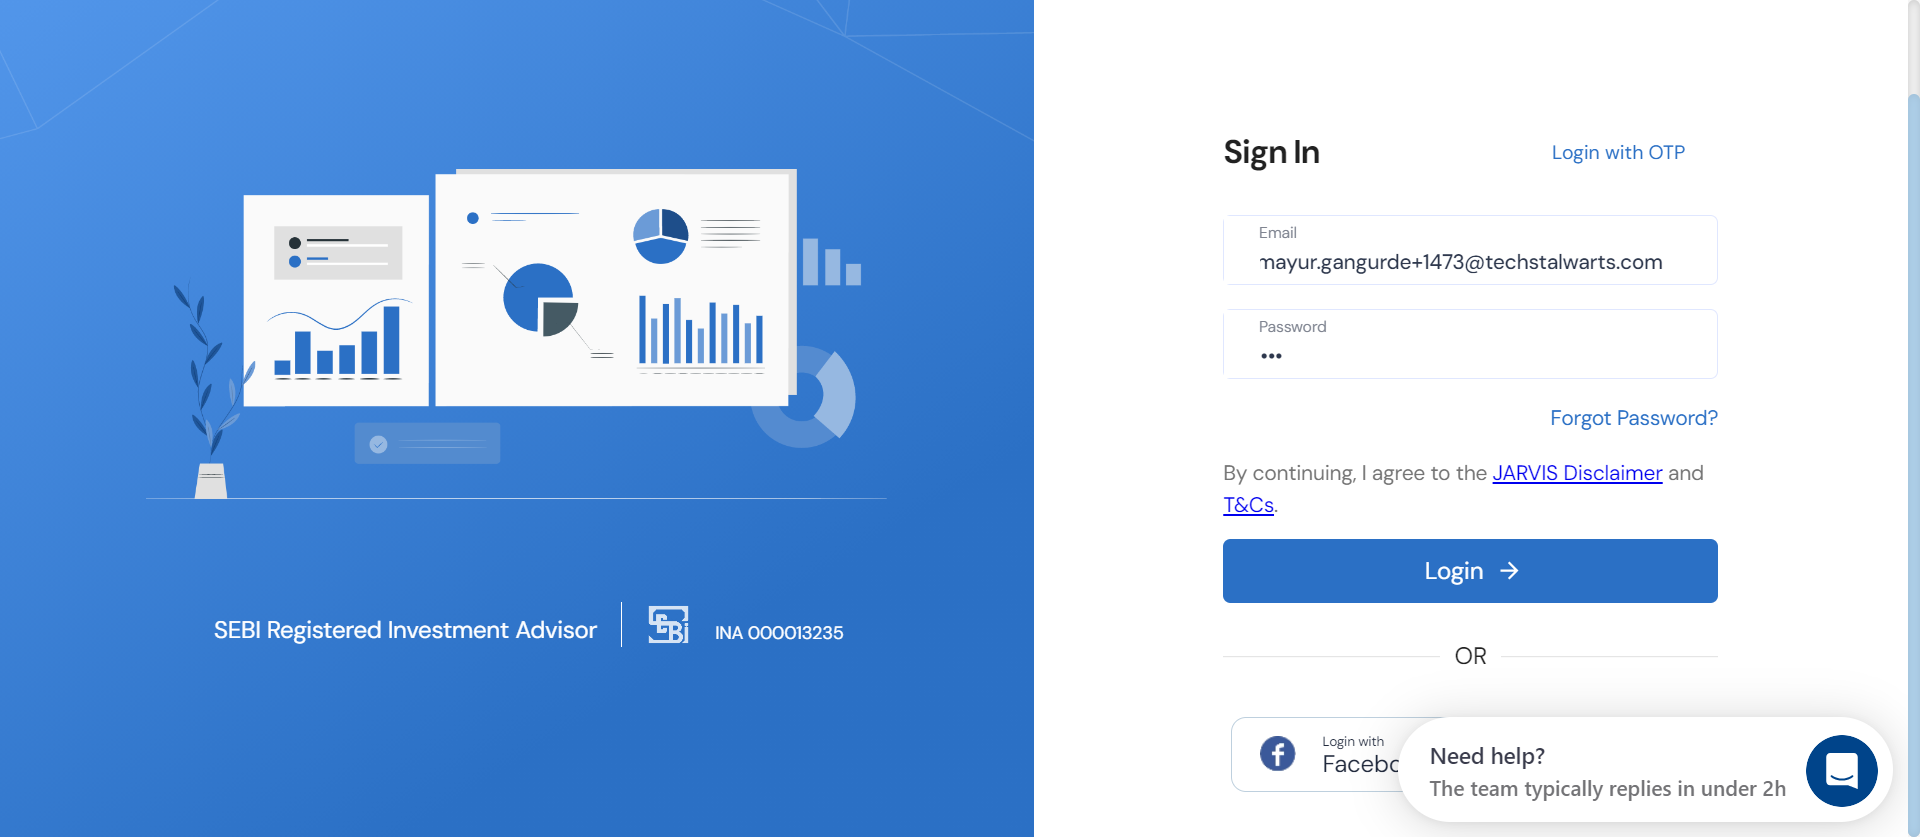 Sign In
Login with OTP
Email
mayur.gangurde+1473@techstalwarts.com
Password
•••
Forgot Password?
By continuing, I agree to the JARVIS Disclaimer and
T&Cs.
Login →
OR
Login with
Need help?
The team typically replies in under 2h
SEBI Registered Investment Advisor
SEBI
INA 000013235